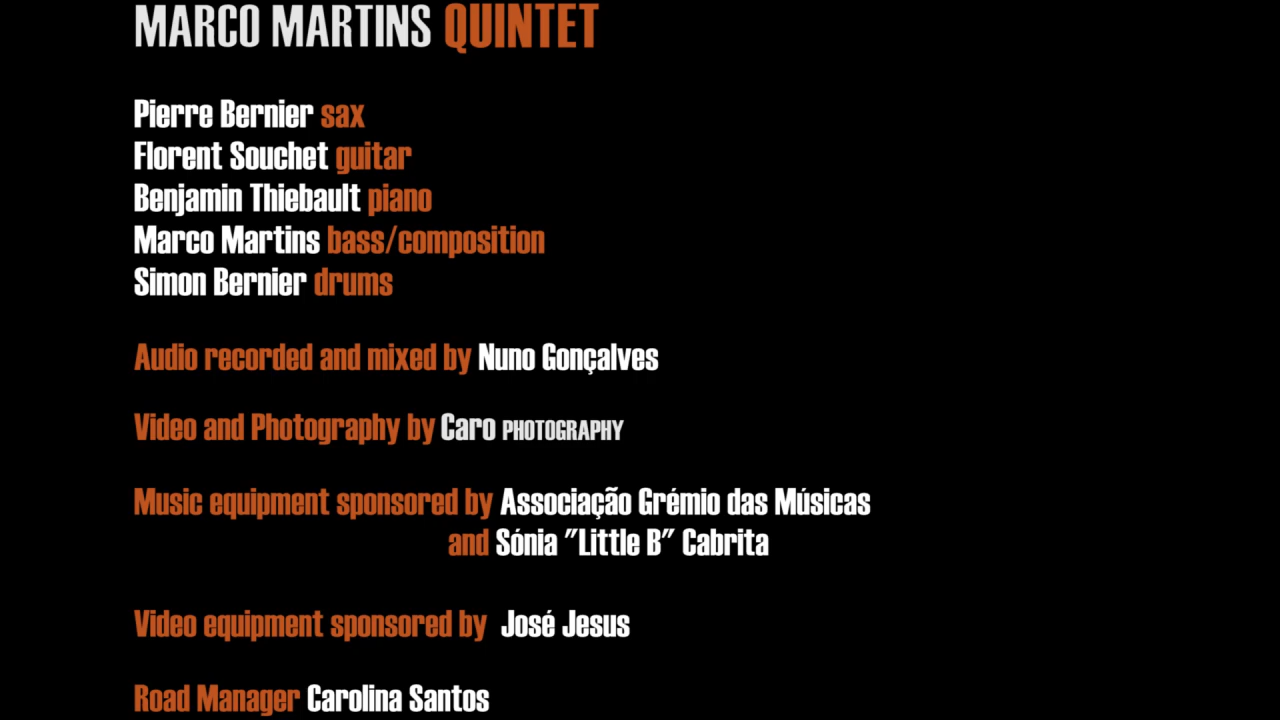 MARCO MARTINS QUINTET
Pierre Bernier sax
Florent Souchet guitar
Benjamin Thiebault piano
Marco Martins bass/composition
Simon Bernier drums
Audio recorded and mixed by Nuno Gonçalves
Video and Photography by Caro PHOTOGRAPHY
Music equipment sponsored by Associação Grémio das Músicas
and Sónia "Little B" Cabrita
Video equipment sponsored by José Jesus
Road Manager Carolina Santos